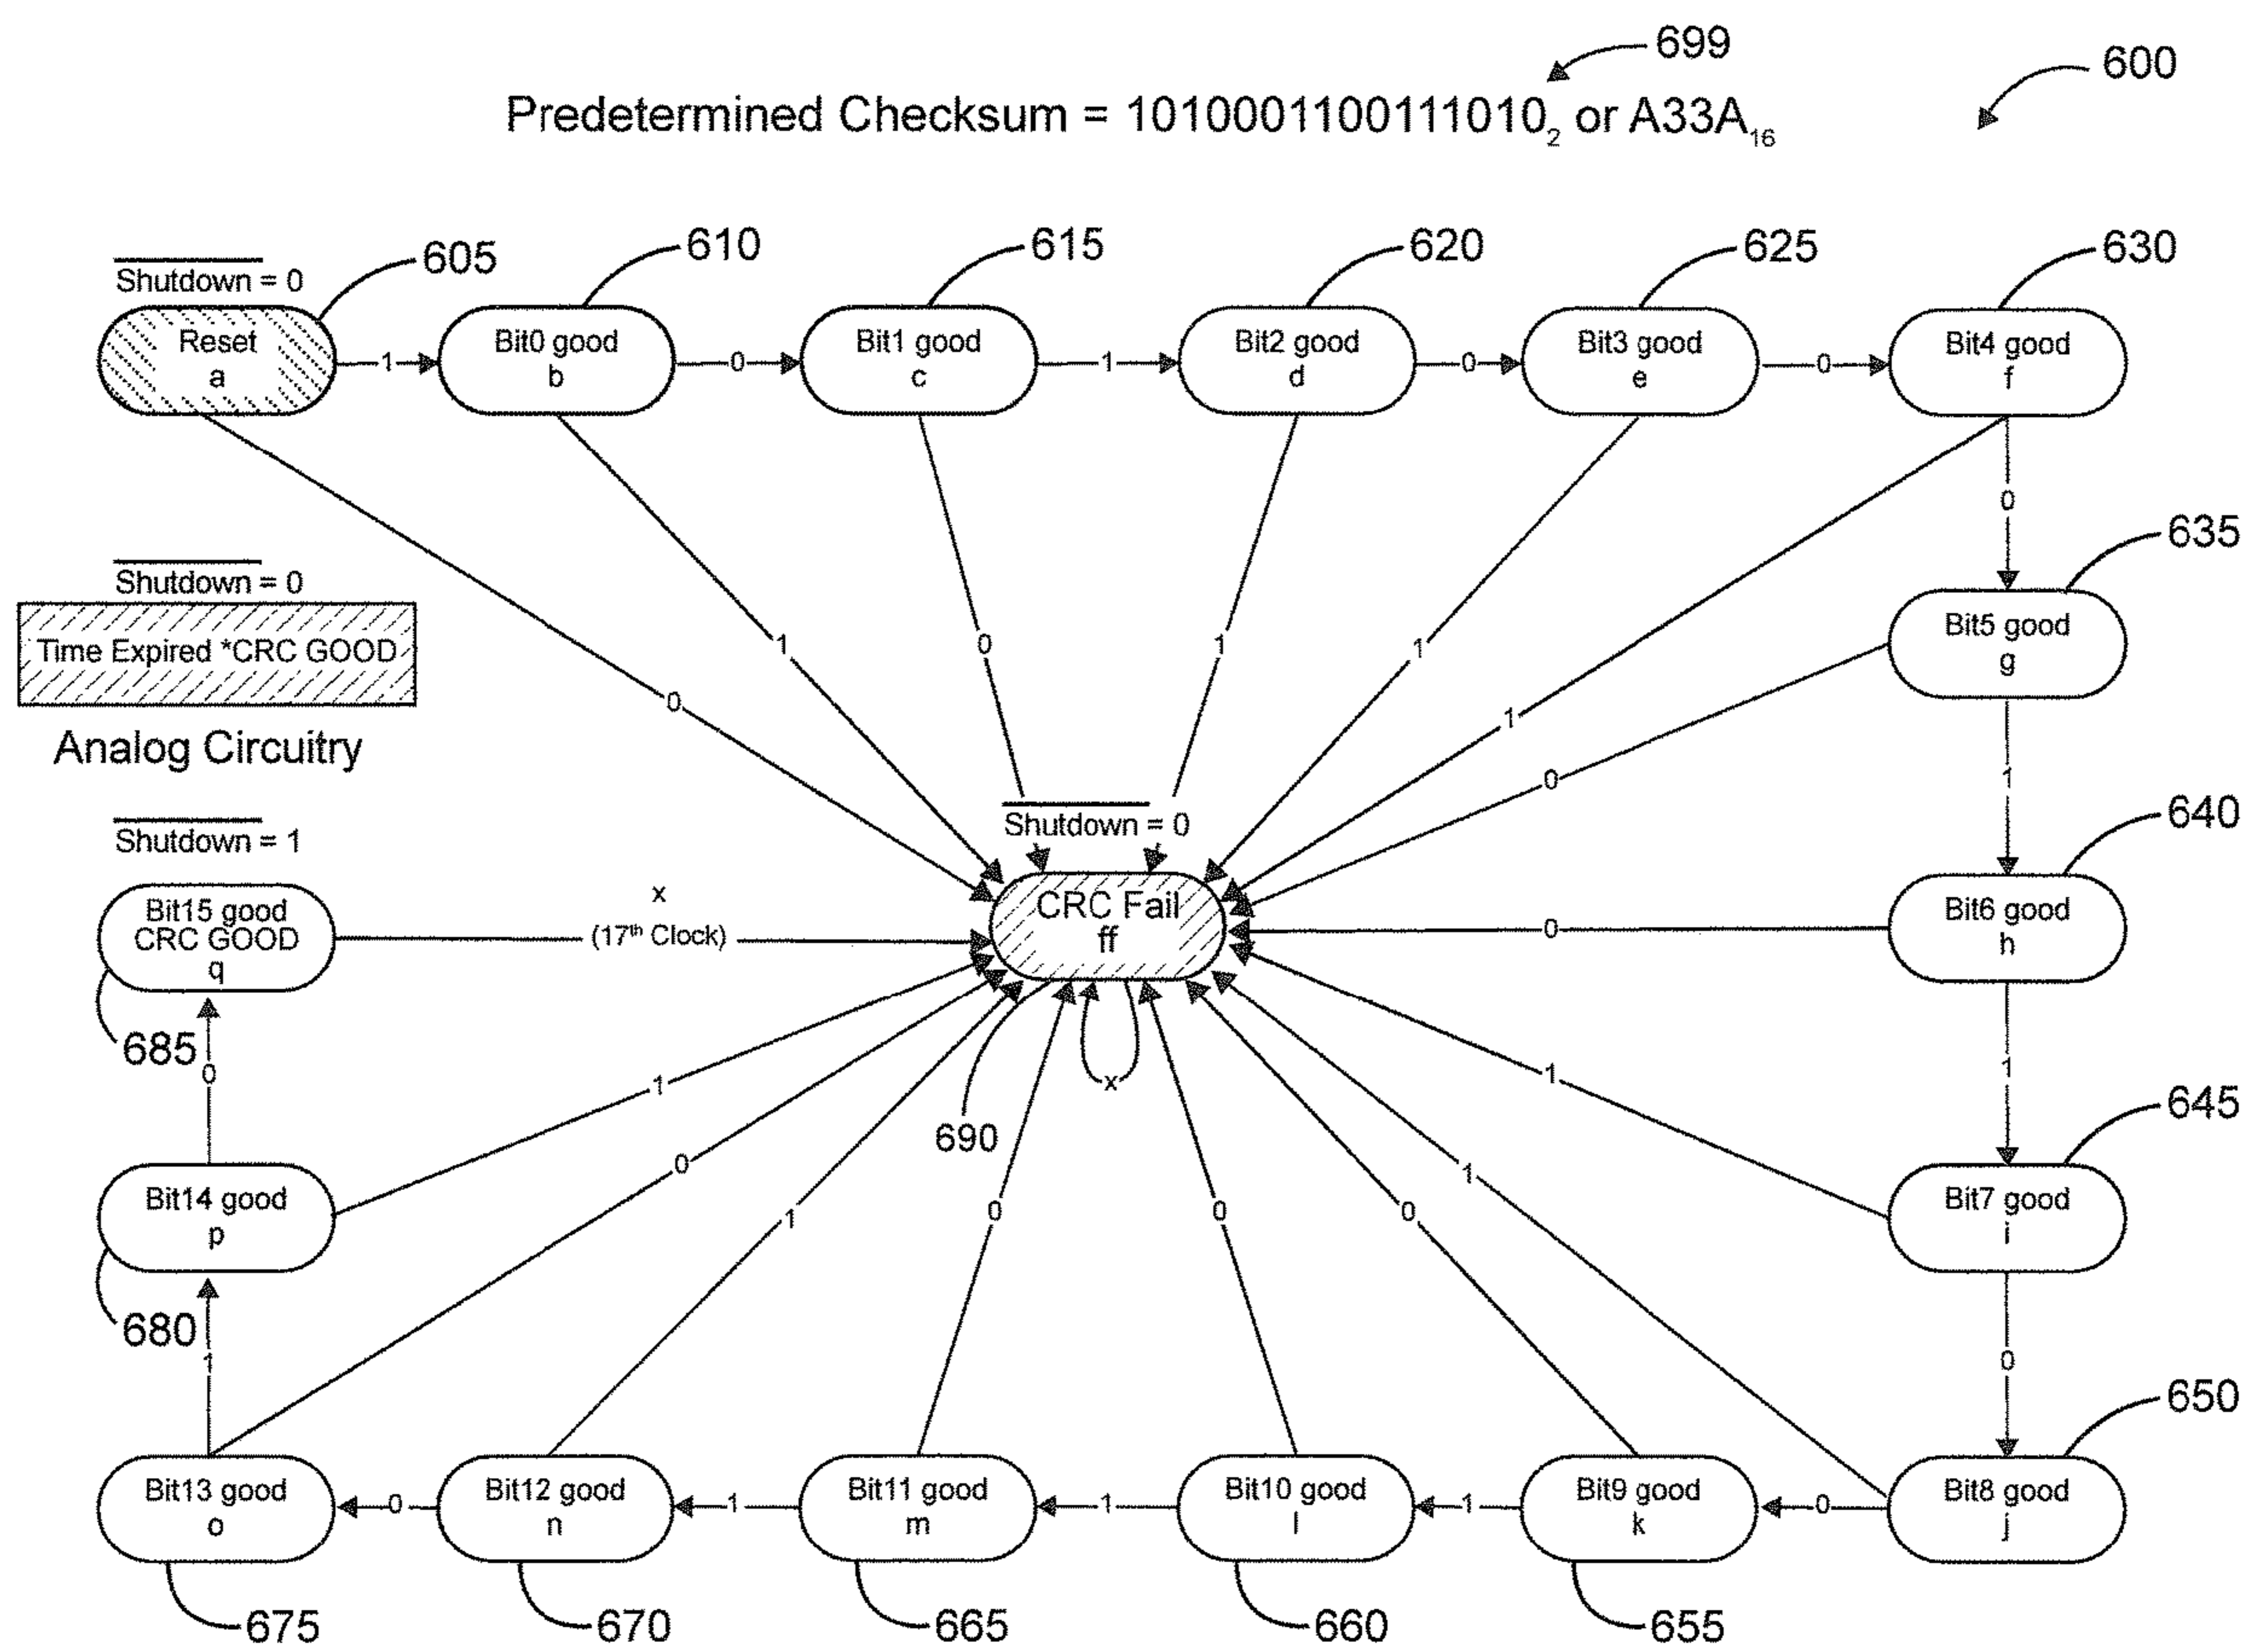 699
600
Predetermined Checksum = 1010001100111010₂ or A33A₁₆
Shutdown = 0
605
610
615
620
625
630
Reset
a
1
Bit0 good
b
0
Bit1 good
c
1
Bit2 good
d
0
Bit3 good
e
0
Bit4 good
f
0
635
Shutdown = 0
Time Expired *CRC GOOD
Analog Circuitry
0
1
0
1
1
1
0
Bit5 good
g
1
640
Shutdown = 1
Bit15 good
CRC GOOD
q
685
x
(17th Clock)
Shutdown = 0
CRC Fail
ff
x
690
0
Bit6 good
h
1
645
0
Bit14 good
p
680
1
0
1
0
0
0
1
1
Bit7 good
i
0
650
1
Bit13 good
o
0
Bit12 good
n
1
Bit11 good
m
1
Bit10 good
l
1
Bit9 good
k
0
Bit8 good
j
675
670
665
660
655